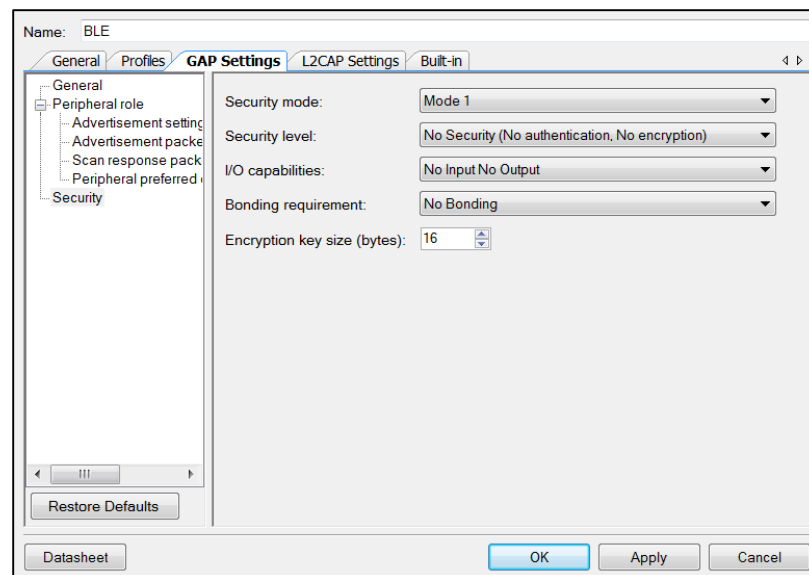 Name: BLE
General Profiles GAP Settings L2CAP Settings Built-in
General
Peripheral role
Advertisement setting
Advertisement packe
Scan response pack
Peripheral preferred
Security
Security mode: Mode 1
Security level: No Security (No authentication, No encryption)
I/O capabilities: No Input No Output
Bonding requirement: No Bonding
Encryption key size (bytes): 16
Restore Defaults
Datasheet OK Apply Cancel